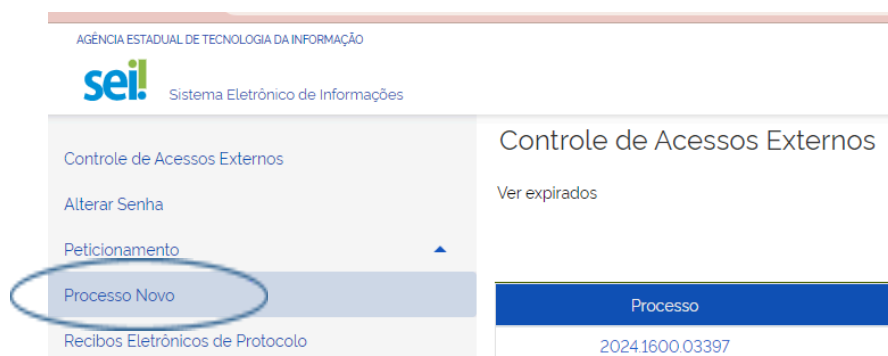 AGÊNCIA ESTADUAL DE TECNOLOGIA DA INFORMAÇÃO
sei!
Sistema Eletrônico de Informações
Controle de Acessos Externos
Alterar Senha
Peticionamento
Processo Novo
Recibos Eletrônicos de Protocolo
Controle de Acessos Externos
Ver expirados
Processo
2024.1600.03397